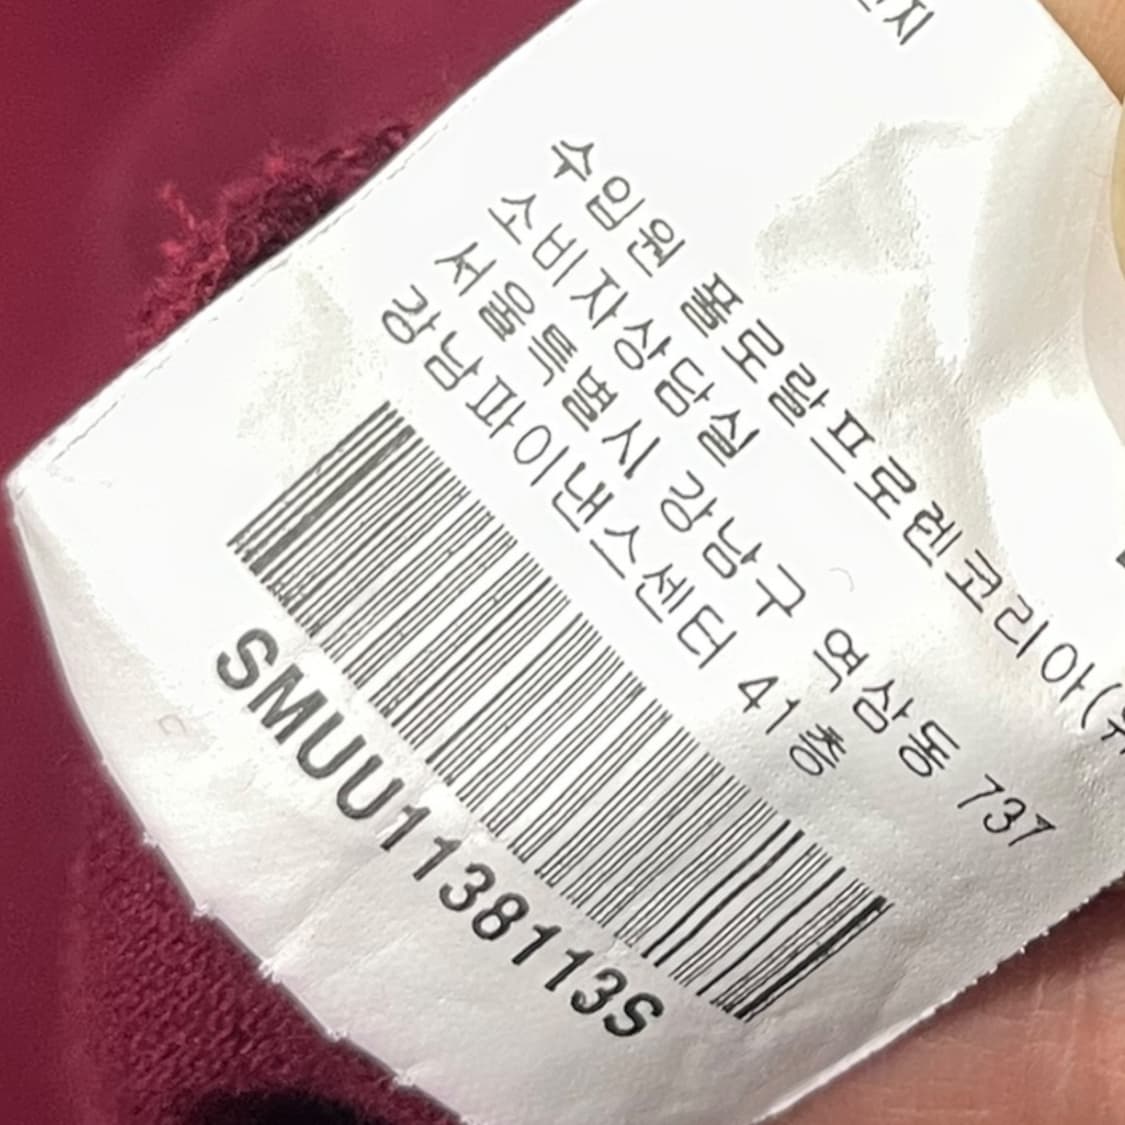 수입원 폴로랄프로렌코리아(
소비자상담실
서울특별시 강남구 역삼동 737
강남파이낸스센터 41층
SMUU1138113S